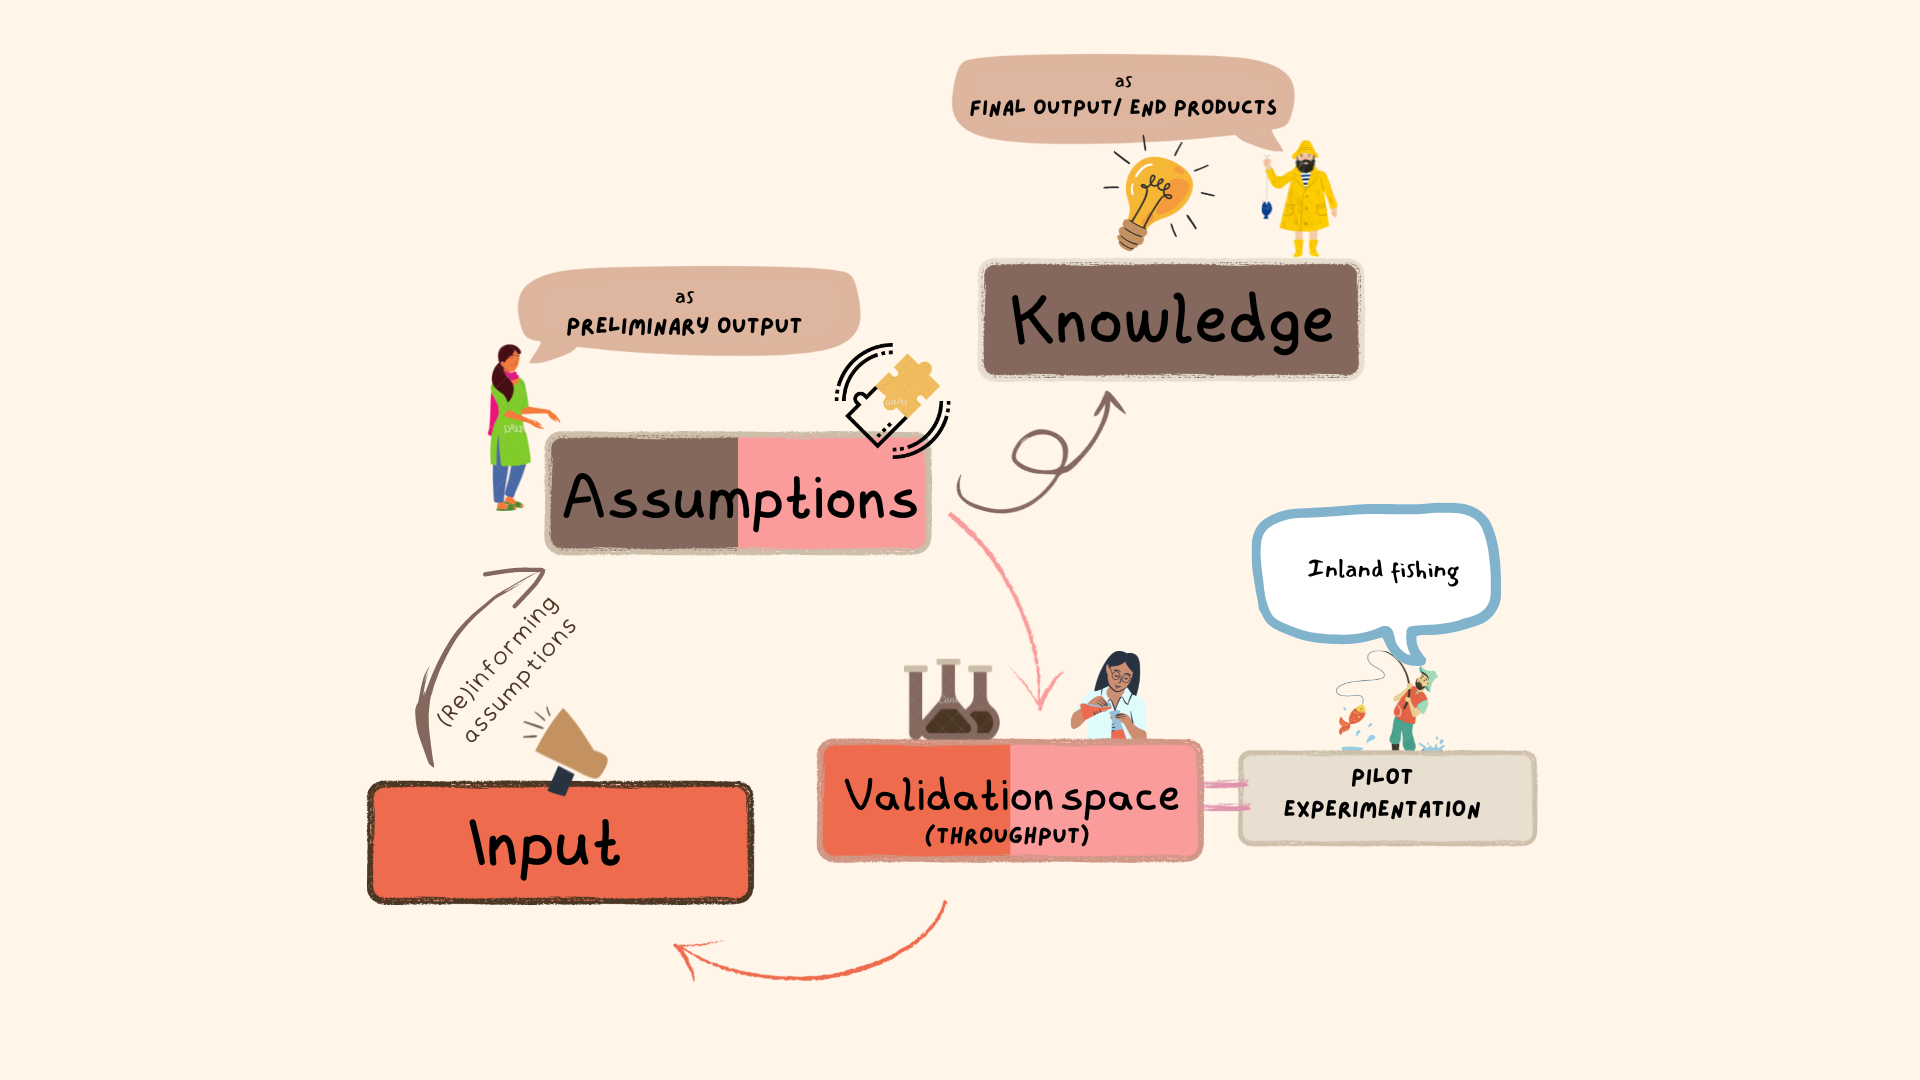 as
FINAL OUTPUT/ END PRODUCTS
Knowledge
as
PRELIMINARY OUTPUT
Assumptions
(Re)informing
assumptions
Input
Validation space
(THROUGHPUT)
Inland fishing
PILOT
EXPERIMENTATION